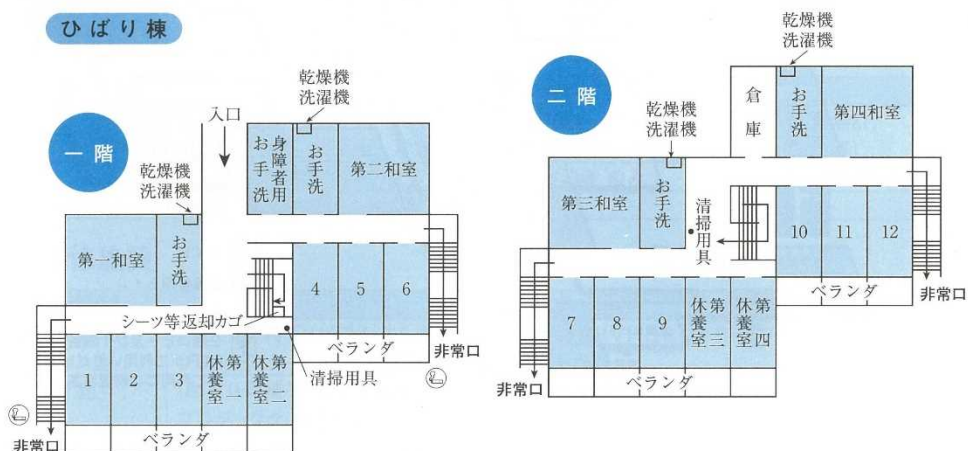 ひばり棟
一階
入口
乾燥機
洗濯機
乾燥機
洗濯機
身障者用
お手洗
お手洗
第二和室
第一和室
お手洗
4
5
6
シーツ等返却カゴ
ベランダ
非常口
清掃用具
1
2
3
第一
休養室
第二
休養室
ベランダ
非常口
二階
乾燥機
洗濯機
乾燥機
洗濯機
倉庫
お手洗
第四和室
第三和室
お手洗
清掃用具
10
11
12
ベランダ
非常口
7
8
9
第三
休養室
第四
休養室
ベランダ
非常口